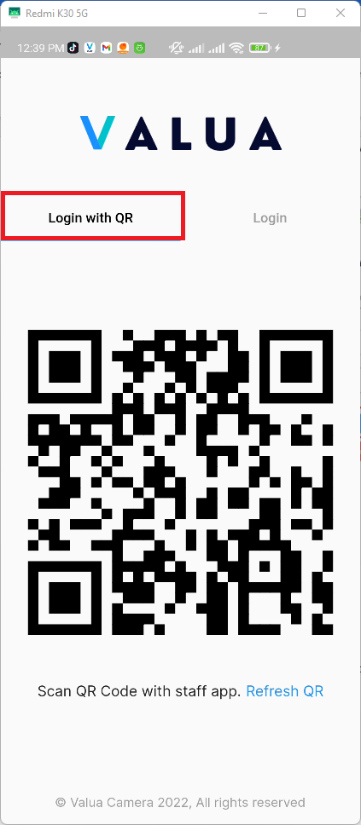 Redmi K30 5G
12:39 PM 87
VALUA
Login with QR Login
Scan QR Code with staff app. Refresh QR
© Valua Camera 2022, All rights reserved